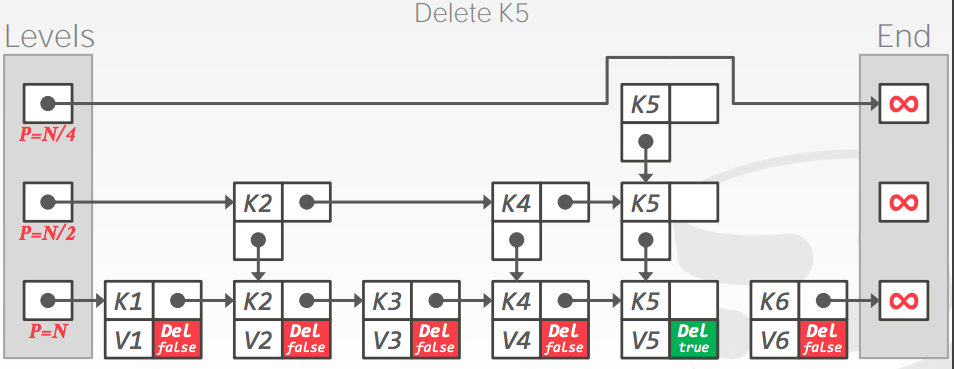 Delete K5
Levels
End
K5
∞
P=N/4
K2
K4
K5
∞
P=N/2
K1
K2
K3
K4
K5
K6
∞
P=N
V1
Del
false
V2
Del
false
V3
Del
false
V4
Del
false
V5
Del
true
V6
Del
false